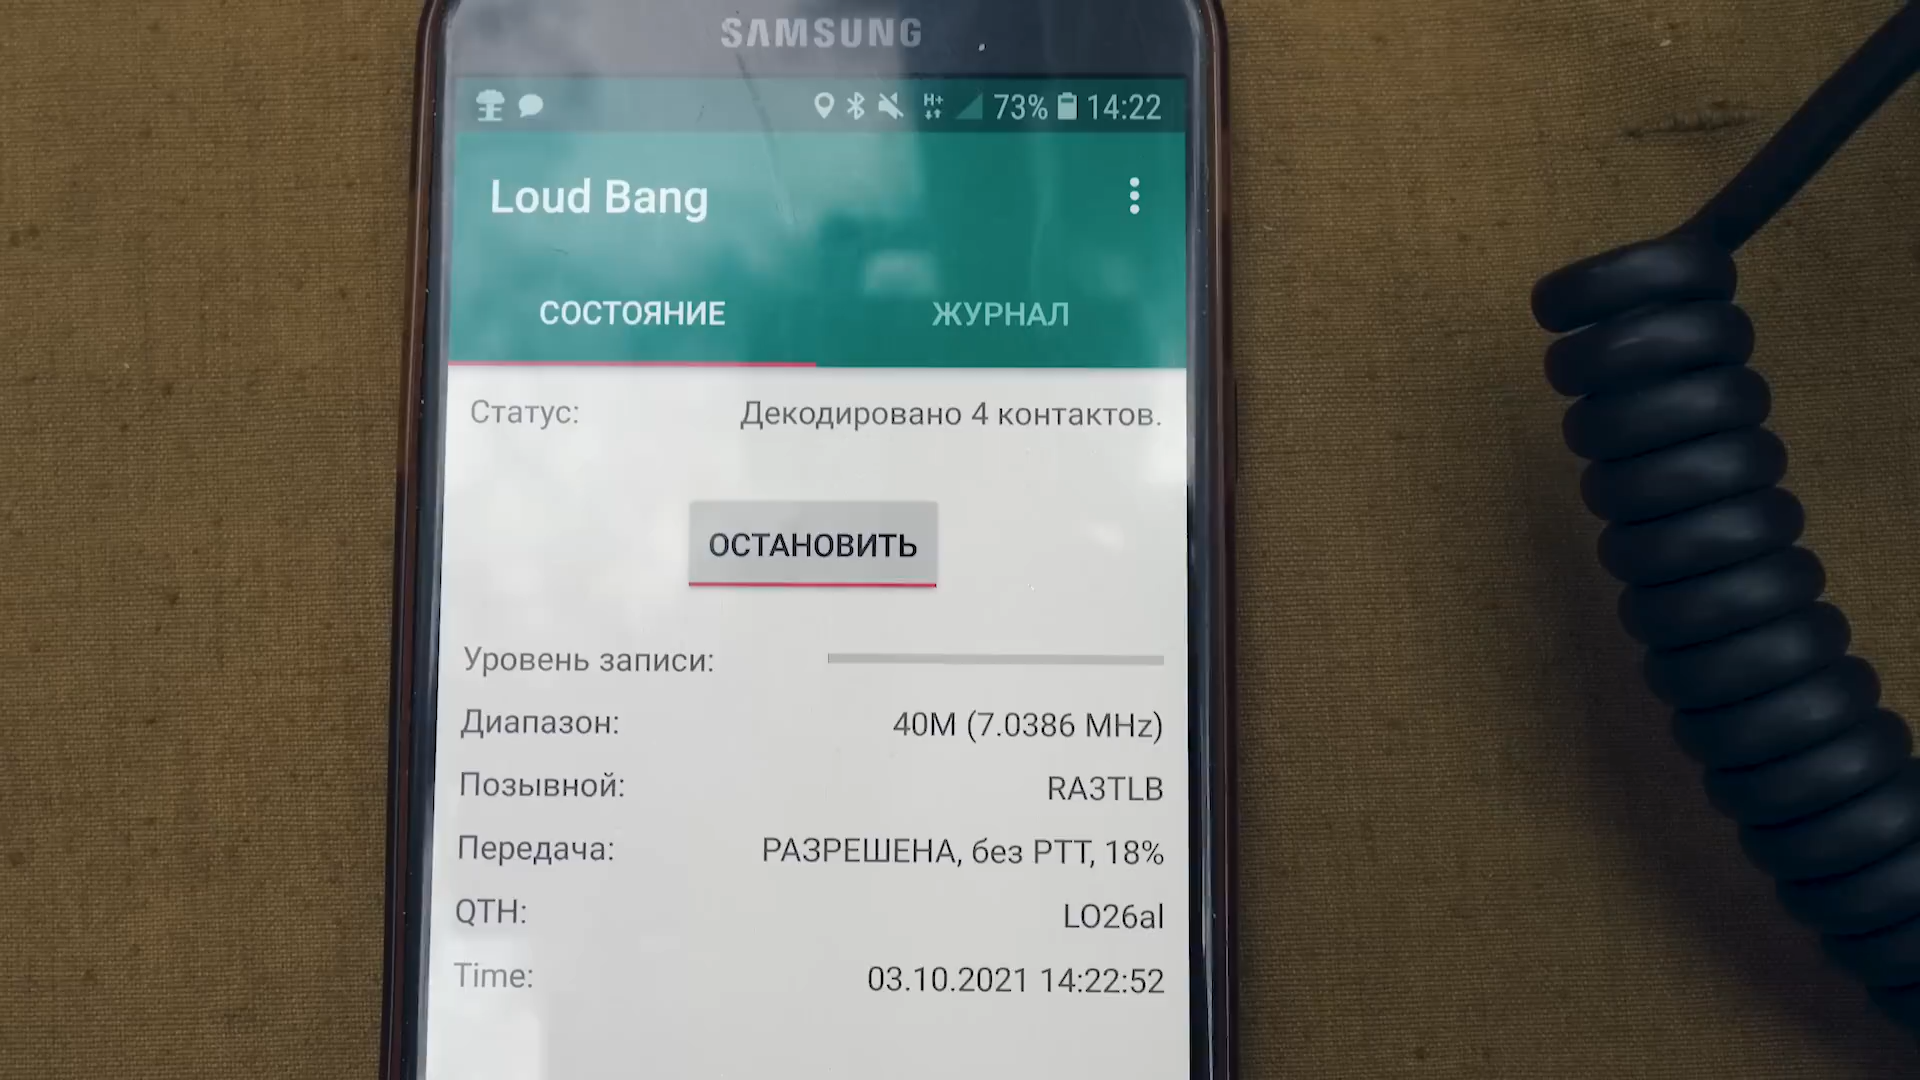 SAMSUNG
H+ 73% 14:22
Loud Bang
СОСТОЯНИЕ ЖУРНАЛ
Статус: Декодировано 4 контактов.
ОСТАНОВИТЬ
Уровень записи:
Диапазон: 40M (7.0386 MHz)
Позывной: RA3TLB
Передача: РАЗРЕШЕНА, без PTT, 18%
QTH: LO26al
Time: 03.10.2021 14:22:52